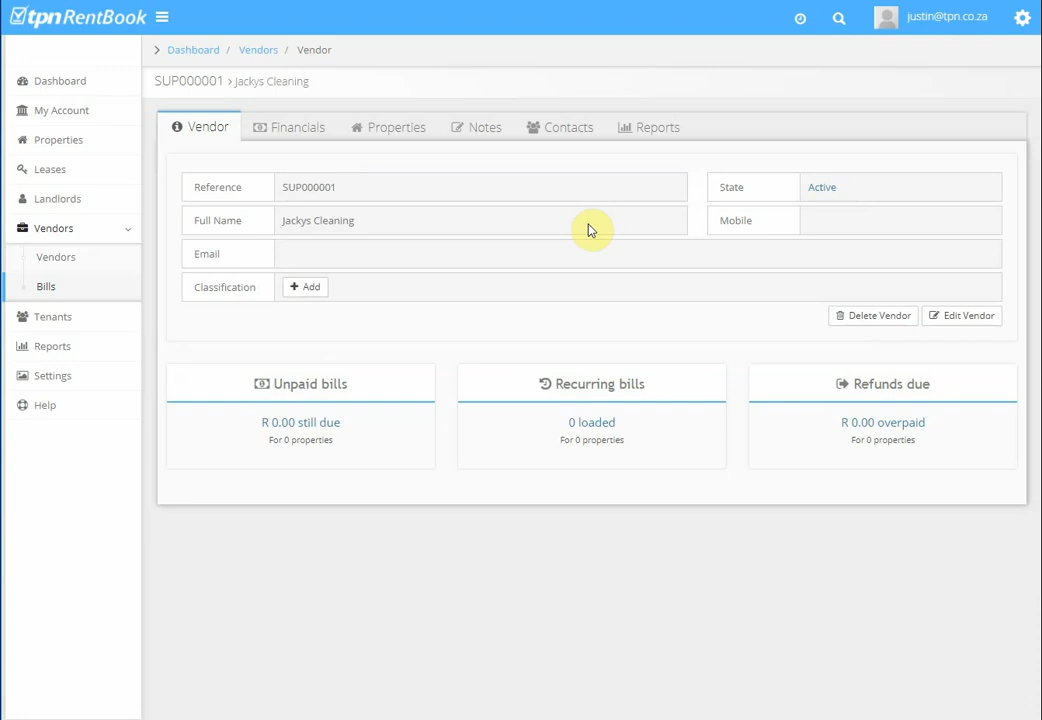 tpn RentBook
justin@tpn.co.za
Dashboard / Vendors / Vendor
SUP000001 › Jackys Cleaning
Dashboard
My Account
Properties
Leases
Landlords
Vendors
Vendors
Bills
Tenants
Reports
Settings
Help
Vendor Financials Properties Notes Contacts Reports
Reference SUP000001 State Active
Full Name Jackys Cleaning Mobile
Email
Classification + Add
Delete Vendor Edit Vendor
Unpaid bills
R 0.00 still due
For 0 properties
Recurring bills
0 loaded
For 0 properties
Refunds due
R 0.00 overpaid
For 0 properties